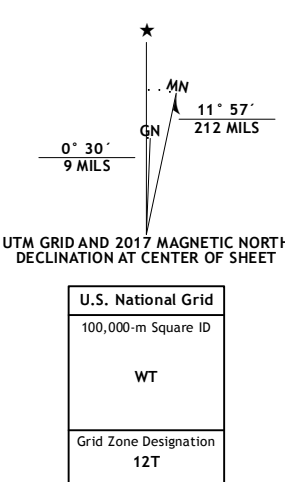 ★
MN
11° 57´
212 MILS
GN
0° 30´
9 MILS
UTM GRID AND 2017 MAGNETIC NORTH
DECLINATION AT CENTER OF SHEET
U.S. National Grid
100,000-m Square ID
WT
Grid Zone Designation
12T